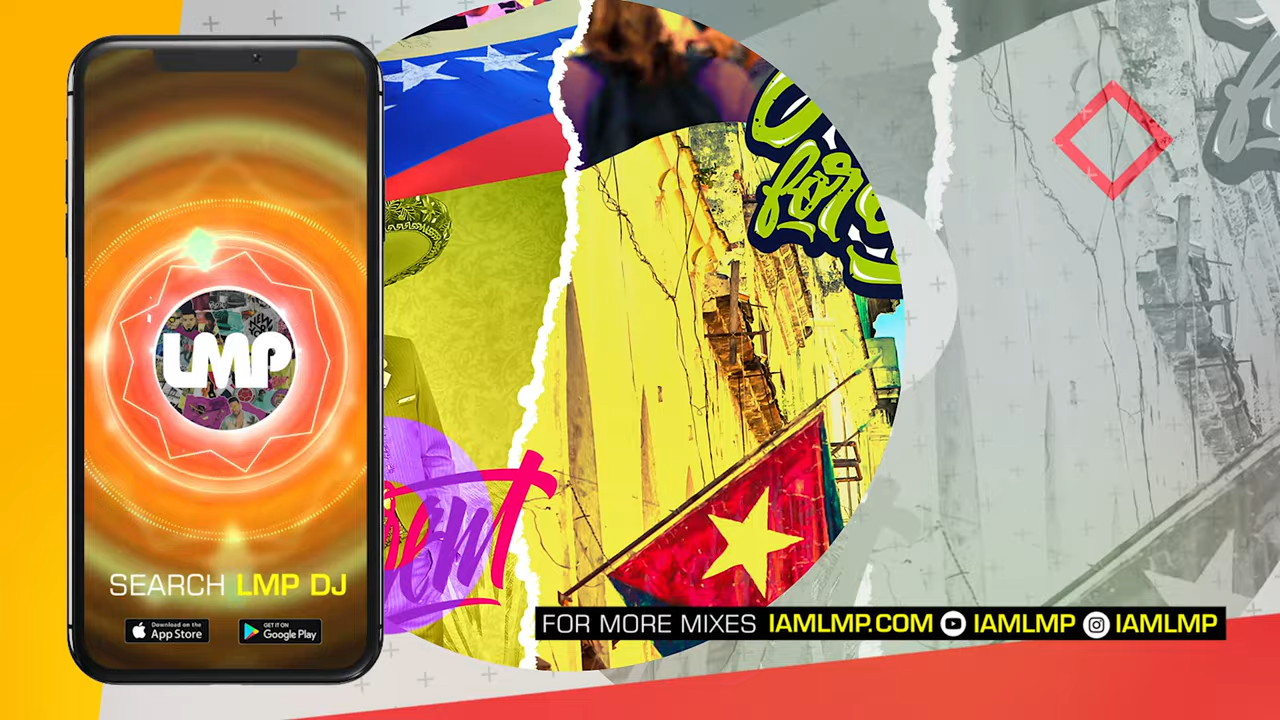 LMP
SEARCH LMP DJ
Download on the
App Store
GET IT ON
Google Play
FOR MORE MIXES IAMLMP.COM IAMLMP IAMLMP